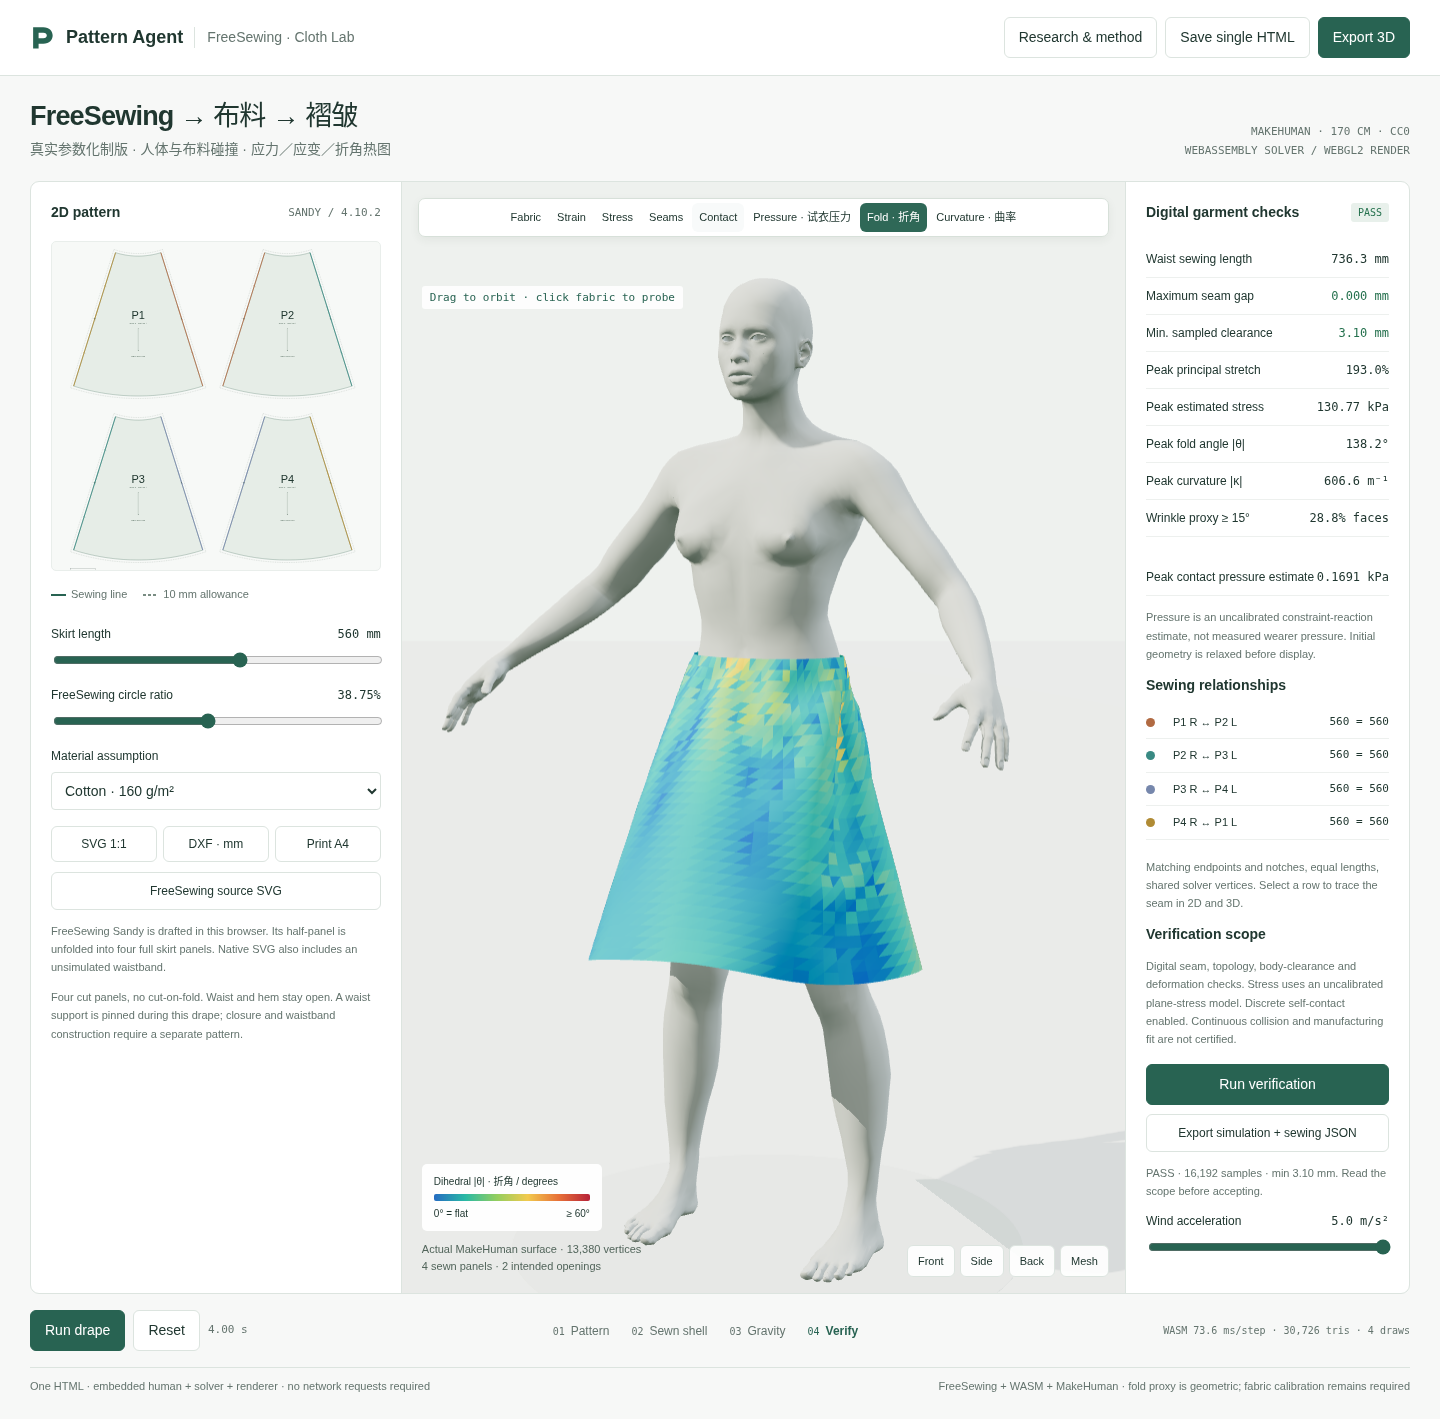 Pattern Agent
FreeSewing · Cloth Lab
Research & method
Save single HTML
Export 3D
FreeSewing → 布料 → 褶皱
真实参数化制版 · 人体与布料碰撞 · 应力／应变／折角热图
MAKEHUMAN · 170 CM · CC0
WEBASSEMBLY SOLVER / WEBGL2 RENDER
2D pattern
SANDY / 4.10.2
P1
P2
P3
P4
Sewing line
10 mm allowance
Skirt length
560 mm
FreeSewing circle ratio
38.75%
Material assumption
Cotton · 160 g/m²
SVG 1:1
DXF · mm
Print A4
FreeSewing source SVG
FreeSewing Sandy is drafted in this browser. Its half-panel is
unfolded into four full skirt panels. Native SVG also includes an
unsimulated waistband.
Four cut panels, no cut-on-fold. Waist and hem stay open. A waist
support is pinned during this drape; closure and waistband
construction require a separate pattern.
Fabric
Strain
Stress
Seams
Contact
Pressure · 试衣压力
Fold · 折角
Curvature · 曲率
Drag to orbit · click fabric to probe
Dihedral |θ| · 折角 / degrees
0° = flat
≥ 60°
Actual MakeHuman surface · 13,380 vertices
4 sewn panels · 2 intended openings
Front
Side
Back
Mesh
Digital garment checks
PASS
Waist sewing length
736.3 mm
Maximum seam gap
0.000 mm
Min. sampled clearance
3.10 mm
Peak principal stretch
193.0%
Peak estimated stress
130.77 kPa
Peak fold angle |θ|
138.2°
Peak curvature |κ|
606.6 m⁻¹
Wrinkle proxy ≥ 15°
28.8% faces
Peak contact pressure estimate
0.1691 kPa
Pressure is an uncalibrated constraint-reaction
estimate, not measured wearer pressure. Initial
geometry is relaxed before display.
Sewing relationships
P1 R ↔ P2 L
560 = 560
P2 R ↔ P3 L
560 = 560
P3 R ↔ P4 L
560 = 560
P4 R ↔ P1 L
560 = 560
Matching endpoints and notches, equal lengths,
shared solver vertices. Select a row to trace the
seam in 2D and 3D.
Verification scope
Digital seam, topology, body-clearance and
deformation checks. Stress uses an uncalibrated
plane-stress model. Discrete self-contact
enabled. Continuous collision and manufacturing
fit are not certified.
Run verification
Export simulation + sewing JSON
PASS · 16,192 samples · min 3.10 mm. Read the
scope before accepting.
Wind acceleration
5.0 m/s²
Run drape
Reset
4.00 s
01 Pattern
02 Sewn shell
03 Gravity
04 Verify
WASM 73.6 ms/step · 30,726 tris · 4 draws
One HTML · embedded human + solver + renderer · no network requests required
FreeSewing + WASM + MakeHuman · fold proxy is geometric; fabric calibration remains required